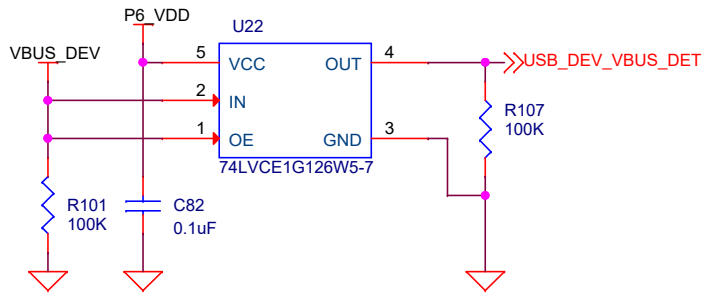 P6_VDD
U22
VBUS_DEV
5
VCC
OUT
4
USB_DEV_VBUS_DET
2
IN
1
OE
GND
3
R107
100K
74LVCE1G126W5-7
R101
100K
C82
0.1uF